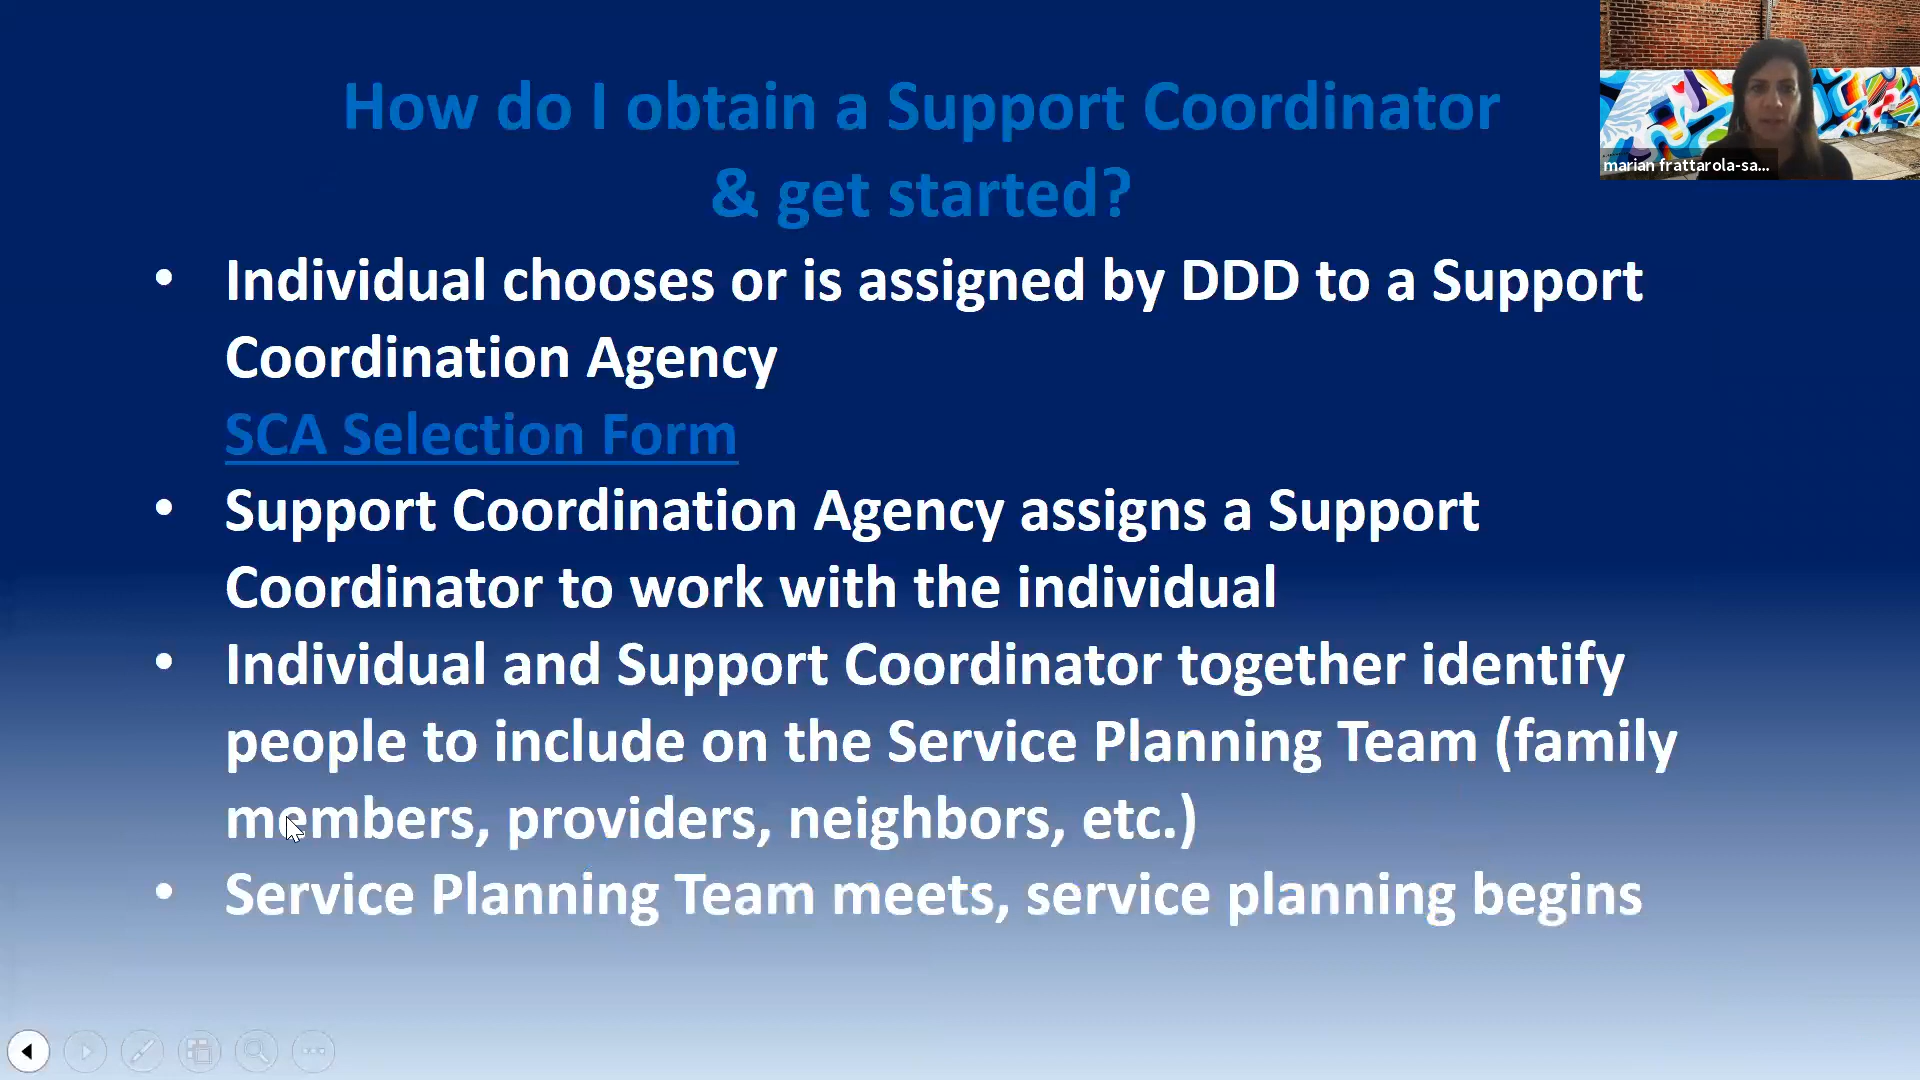 How do I obtain a Support Coordinator
& get started?
marian frattarola-sa...
• Individual chooses or is assigned by DDD to a Support
Coordination Agency
SCA Selection Form
• Support Coordination Agency assigns a Support
Coordinator to work with the individual
• Individual and Support Coordinator together identify
people to include on the Service Planning Team (family
members, providers, neighbors, etc.)
• Service Planning Team meets, service planning begins